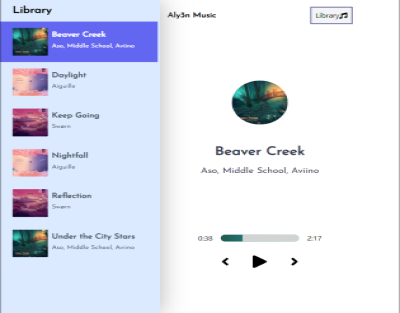 Library
Beaver Creek
Aso, Middle School, Aviino
Daylight
Aiguille
Keep Going
Swørn
Nightfall
Aiguille
Reflection
Swørn
Under the City Stars
Aso, Middle School, Aviino
Aly3n Music
Library
Beaver Creek
Aso, Middle School, Aviino
0:38
2:17